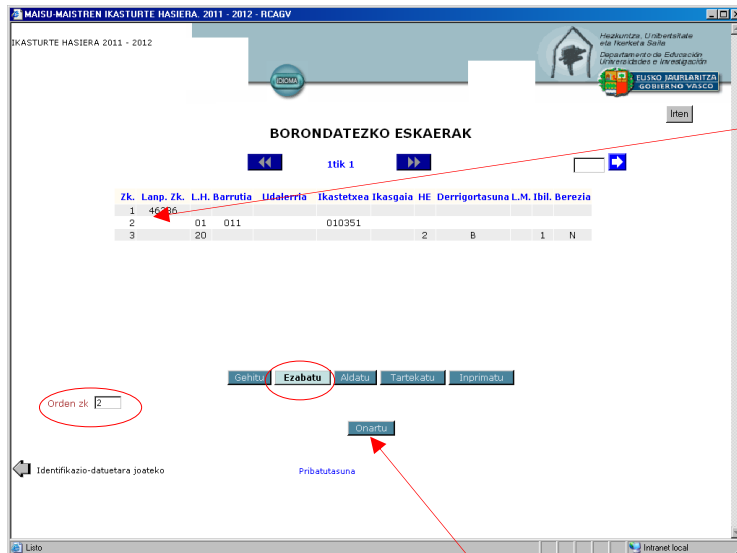 MAISU-MAISTREN IKASTURTE HASIERA. 2011 - 2012 - RCAGV
IKASTURTE HASIERA 2011 - 2012
IDIOMA
Hezkuntza, Unibertsitate
eta Ikerketa Saila
Departamento de Educación
Universidades e Investigación
EUSKO JAURLARITZA
GOBIERNO VASCO
Irten
BORONDATEZKO ESKAERAK
1tik 1
Zk. Lanp. Zk. L.H. Barrutia Udalerria Ikastetxea Ikasgaia HE Derrigortasuna L.M. Ibil. Berezia
1 46286
2 01 011 010351
3 20 2 B 1 N
Gehitu Ezabatu Aldatu Tartekatu Inprimatu
Orden zk 2
Onartu
Identifikazio-datuetara joateko Pribatutasuna
Listo Intranet local